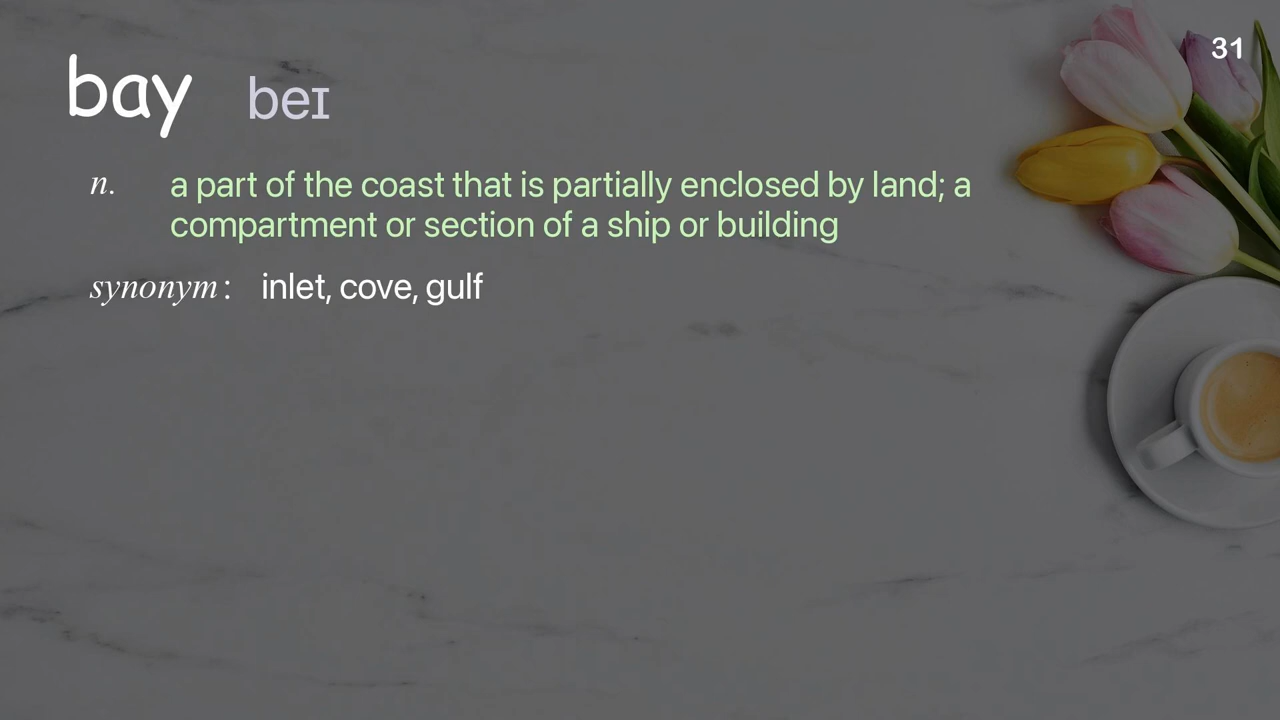 31
bay beɪ
n. a part of the coast that is partially enclosed by land; a
compartment or section of a ship or building
synonym: inlet, cove, gulf